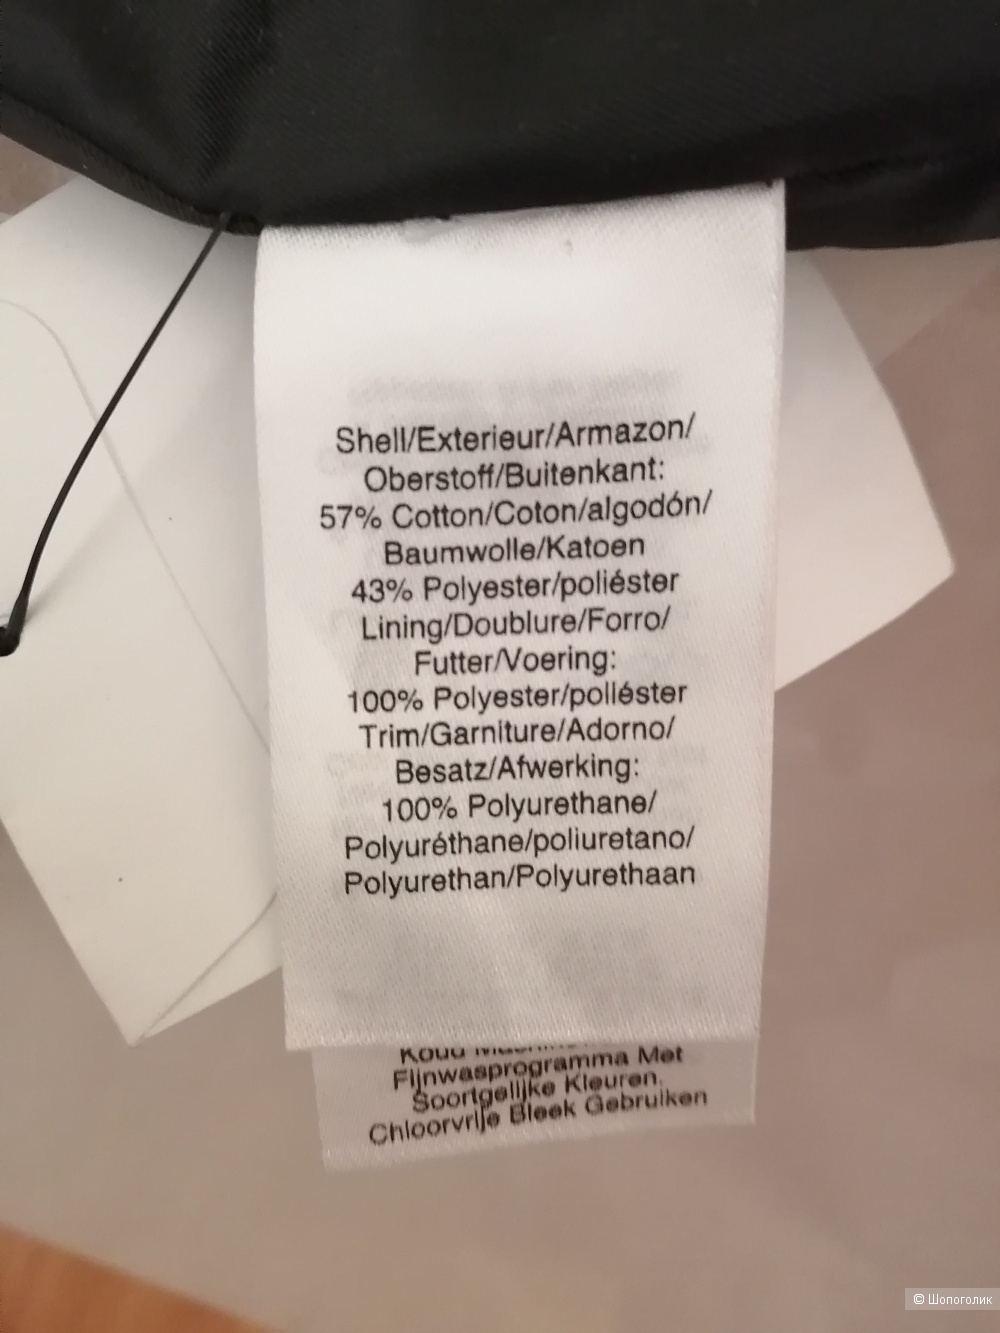 Shell/Exterieur/Armazon/
Oberstoff/Buitenkant:
57% Cotton/Coton/algodón/
Baumwolle/Katoen
43% Polyester/poliéster
Lining/Doublure/Forro/
Futter/Voering:
100% Polyester/poliéster
Trim/Garniture/Adorno/
Besatz/Afwerking:
100% Polyurethane/
Polyuréthane/poliuretano/
Polyurethan/Polyurethaan
Koud
Fijnwasprogramma Met
Soortgelijke Kleuren.
Chloorvrije Bleek Gebruiken
© Шопоголик